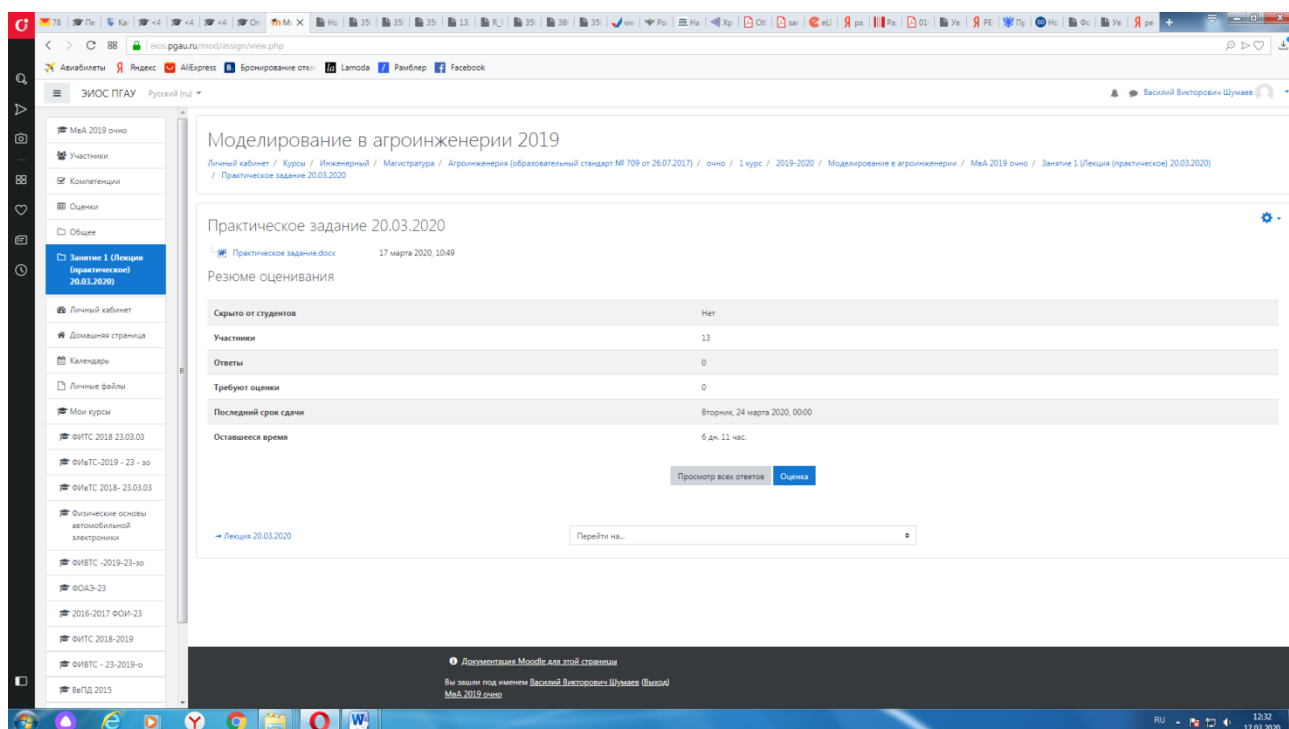 78
88
eios.pgau.ru/mod/assign/view.php
Авиабилеты Яндекс AliExpress Бронирование отел Lamoda Рамблер Facebook
ЭИОС ПГАУ Русский (ru)
Василий Викторович Шумаев
МвА 2019 очно
Участники
Компетенции
Оценки
Общее
Занятие 1 (Лекция
(практическое)
20.03.2020)
Личный кабинет
Домашняя страница
Календарь
Личные файлы
Мои курсы
ФИТС 2018 23.03.03
ФИвТС-2019 - 23 - зо
ФИвТС 2018- 23.03.03
Физические основы
автомобильной
электроники
ФИВТС -2019-23-зо
ФОАЭ-23
2016-2017 ФОИ-23
ФИТС 2018-2019
ФИВТС - 23-2019-о
ВвПД 2015
Моделирование в агроинженерии 2019
Личный кабинет / Курсы / Инженерный / Магистратура / Агроинженерия (образовательный стандарт № 709 от 26.07.2017) / очно / 1 курс / 2019-2020 / Моделирование в агроинженерии / МвА 2019 очно / Занятие 1 (Лекция (практическое) 20.03.2020)
/ Практическое задание 20.03.2020
Практическое задание 20.03.2020
Практическое задание.docx 17 марта 2020, 10:49
Резюме оценивания
Скрыто от студентов Нет
Участники 13
Ответы 0
Требуют оценки 0
Последний срок сдачи Вторник, 24 марта 2020, 00:00
Оставшееся время 6 дн. 11 час.
Просмотр всех ответов Оценка
→ Лекция 20.03.2020
Перейти на...
Документация Moodle для этой страницы
Вы зашли под именем Василий Викторович Шумаев (Выход)
МвА 2019 очно
RU
12:32
17.03.2020